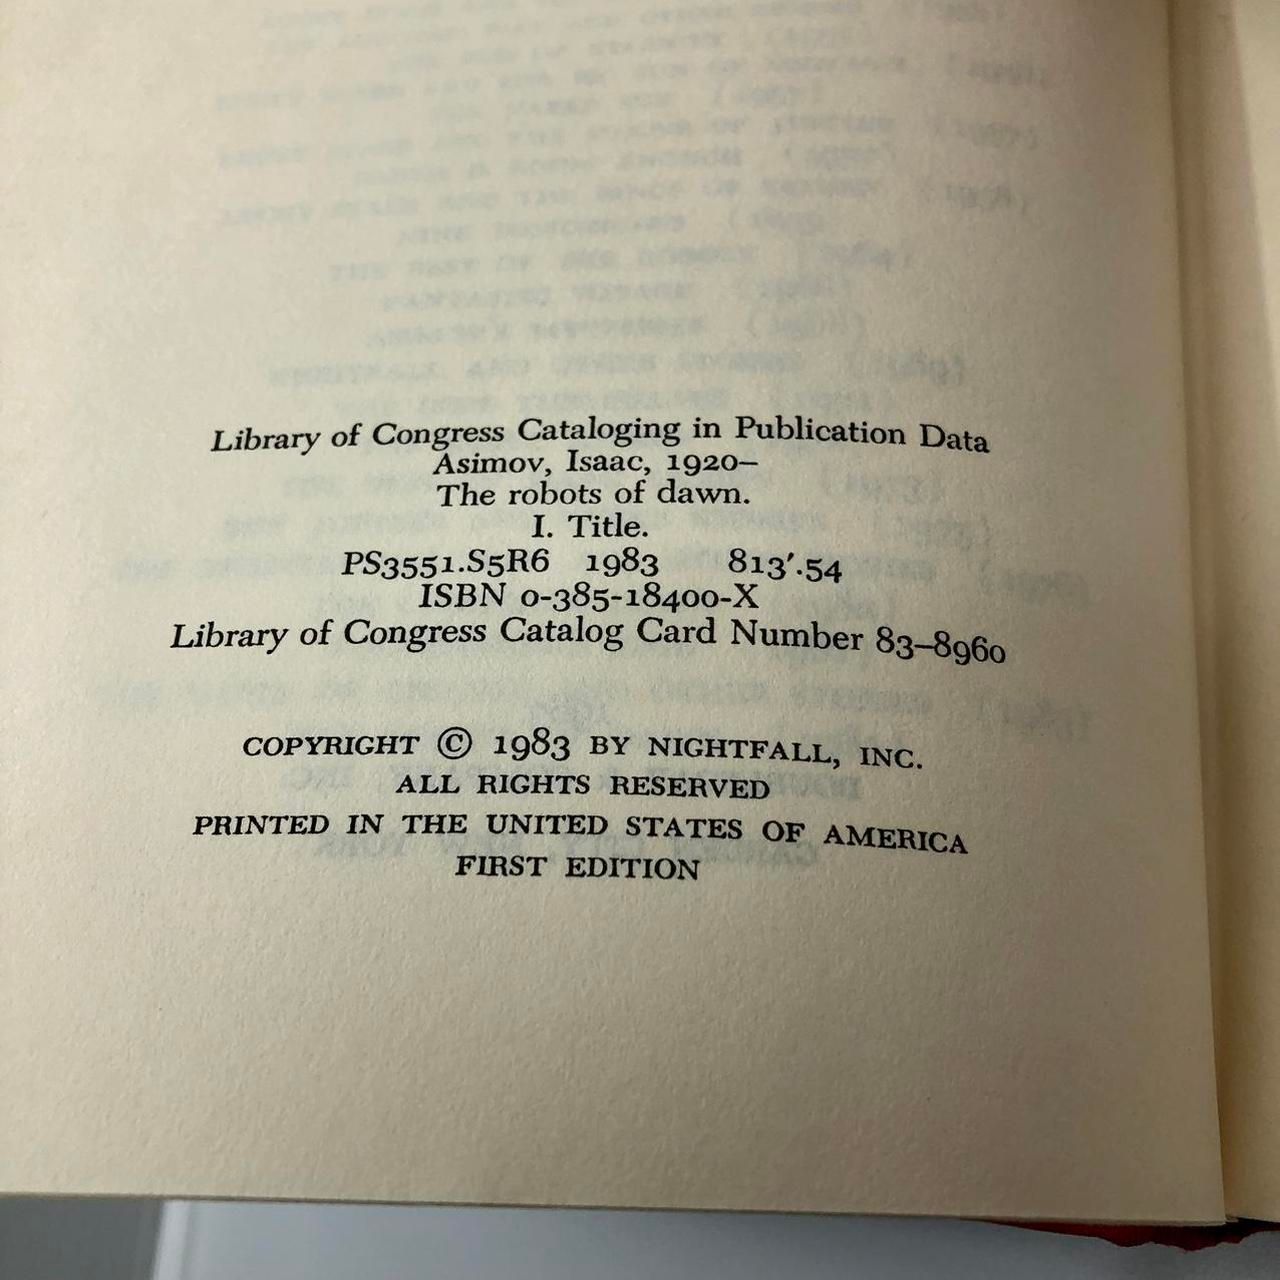 Library of Congress Cataloging in Publication Data
Asimov, Isaac, 1920–
The robots of dawn.
I. Title.
PS3551.S5R6 1983 813′.54
ISBN 0-385-18400-X
Library of Congress Catalog Card Number 83–8960
COPYRIGHT © 1983 BY NIGHTFALL, INC.
ALL RIGHTS RESERVED
PRINTED IN THE UNITED STATES OF AMERICA
FIRST EDITION